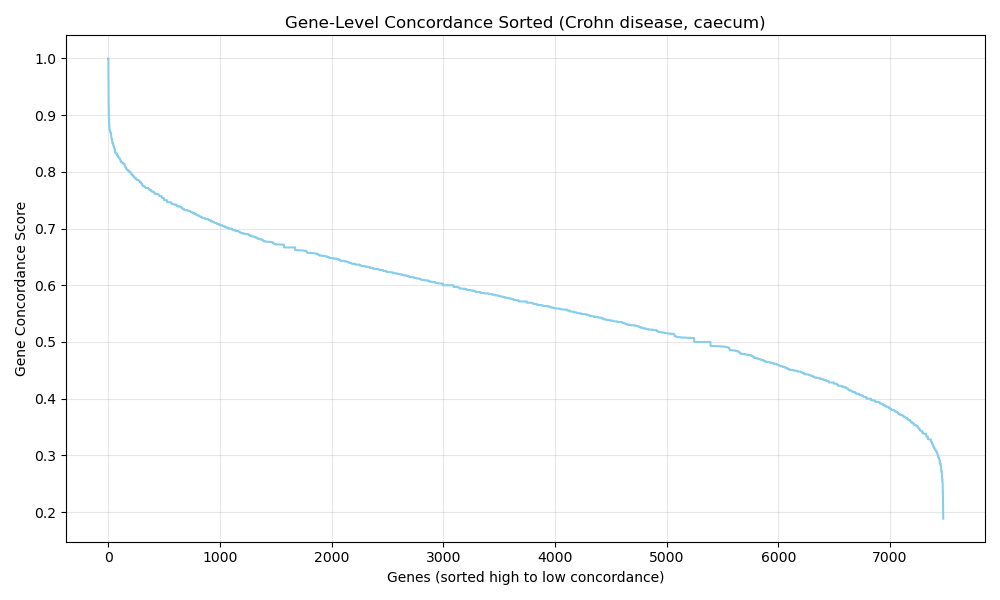 Gene-Level Concordance Sorted (Crohn disease, caecum)
Gene Concordance Score
1.0
0.9
0.8
0.7
0.6
0.5
0.4
0.3
0.2
0 1000 2000 3000 4000 5000 6000 7000
Genes (sorted high to low concordance)